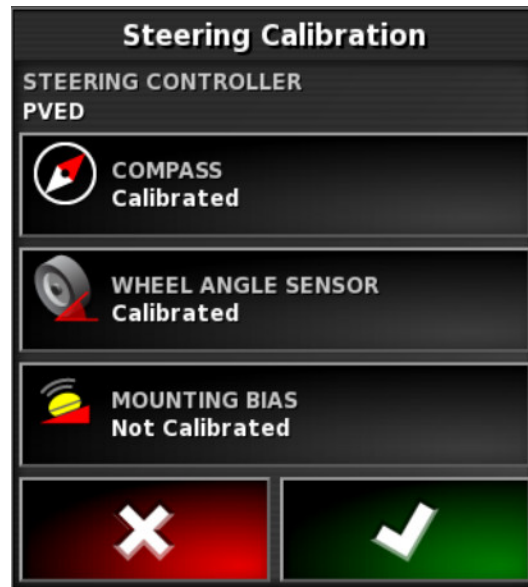 Steering Calibration
STEERING CONTROLLER
PVED
COMPASS
Calibrated
WHEEL ANGLE SENSOR
Calibrated
MOUNTING BIAS
Not Calibrated